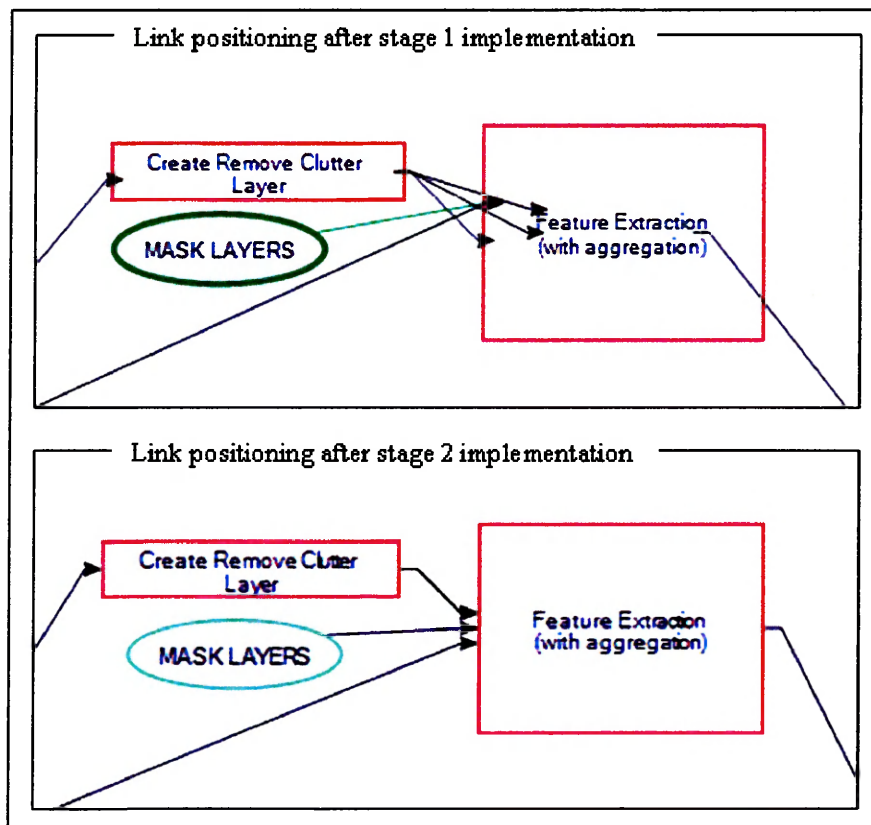 Link positioning after stage 1 implementation
Create Remove Clutter
Layer
MASK LAYERS
Feature Extraction
(with aggregation)
Link positioning after stage 2 implementation
Create Remove Clutter
Layer
MASK LAYERS
Feature Extraction
(with aggregation)